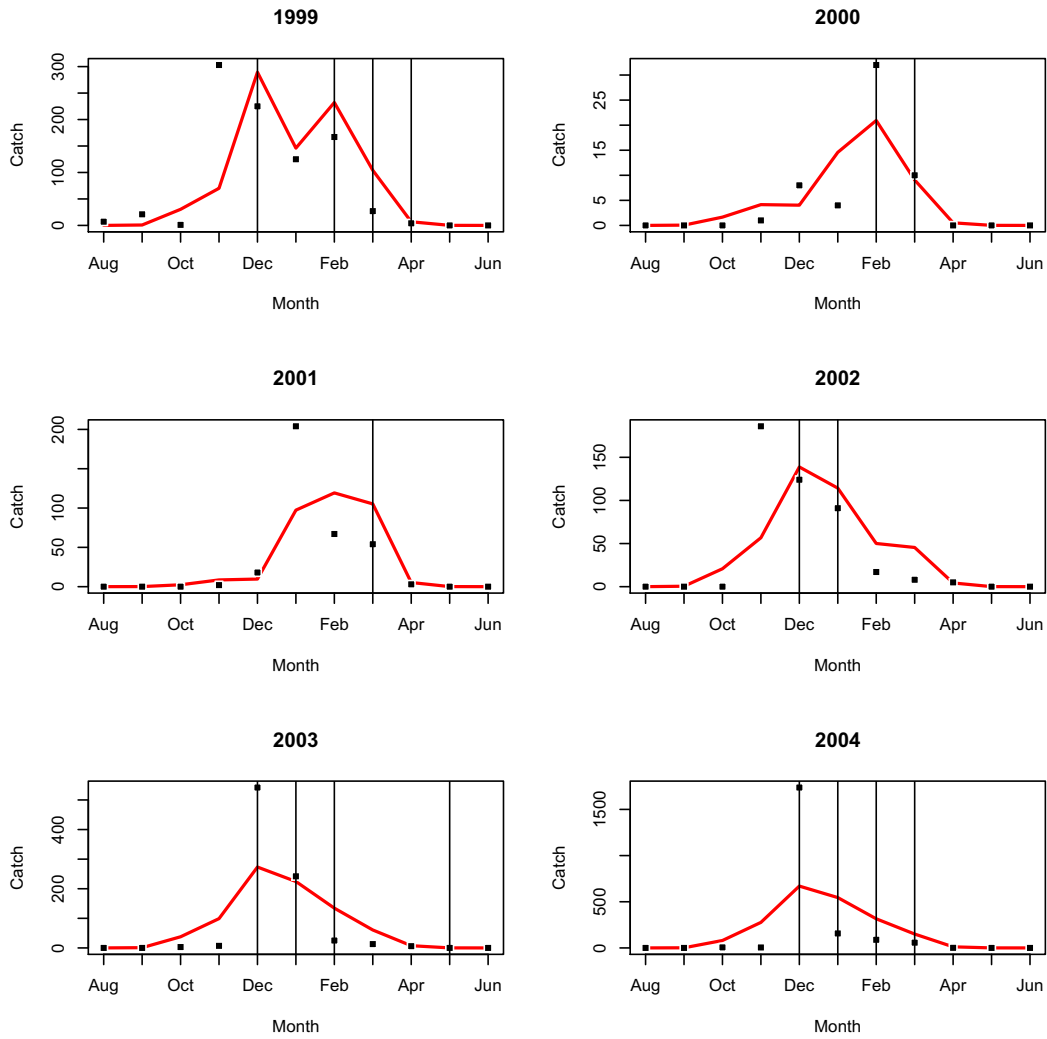 1999
Catch
0 100 200 300
Aug Oct Dec Feb Apr Jun
Month
2000
Catch
0 5 15 25
Aug Oct Dec Feb Apr Jun
Month
2001
Catch
0 50 100 200
Aug Oct Dec Feb Apr Jun
Month
2002
Catch
0 50 100 150
Aug Oct Dec Feb Apr Jun
Month
2003
Catch
0 200 400
Aug Oct Dec Feb Apr Jun
Month
2004
Catch
0 500 1500
Aug Oct Dec Feb Apr Jun
Month